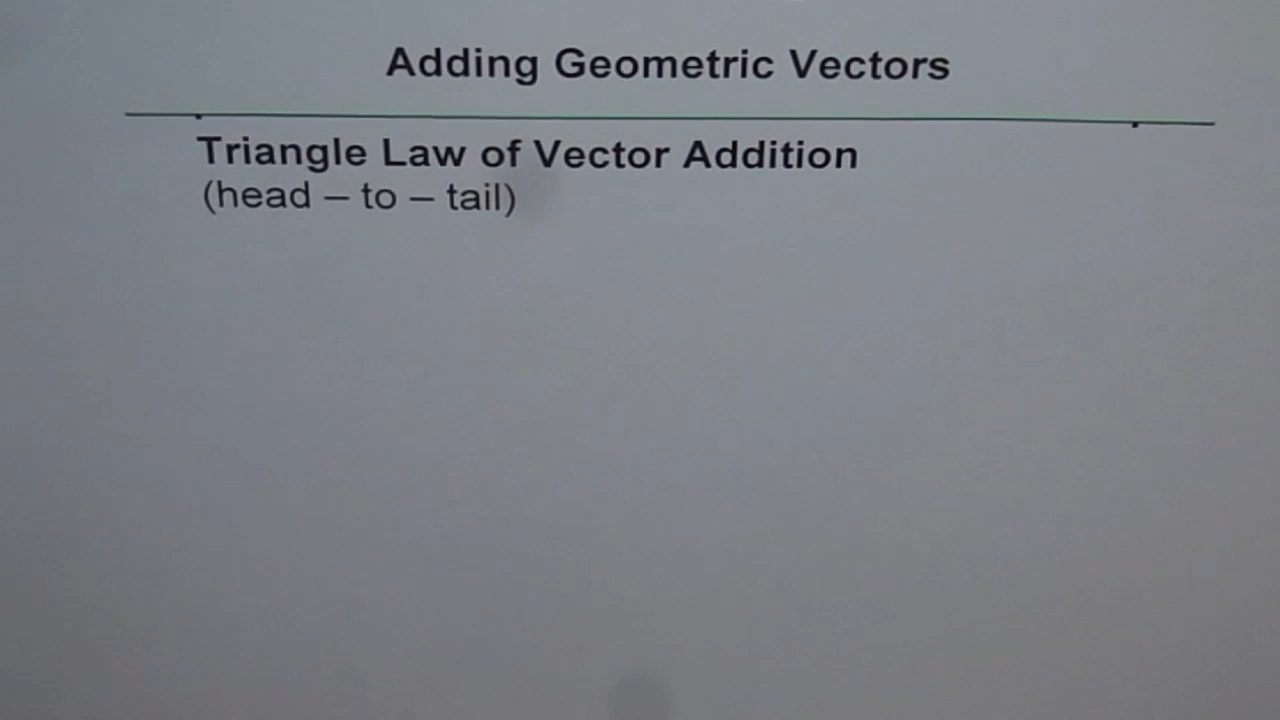 Adding Geometric Vectors
Triangle Law of Vector Addition
(head – to – tail)